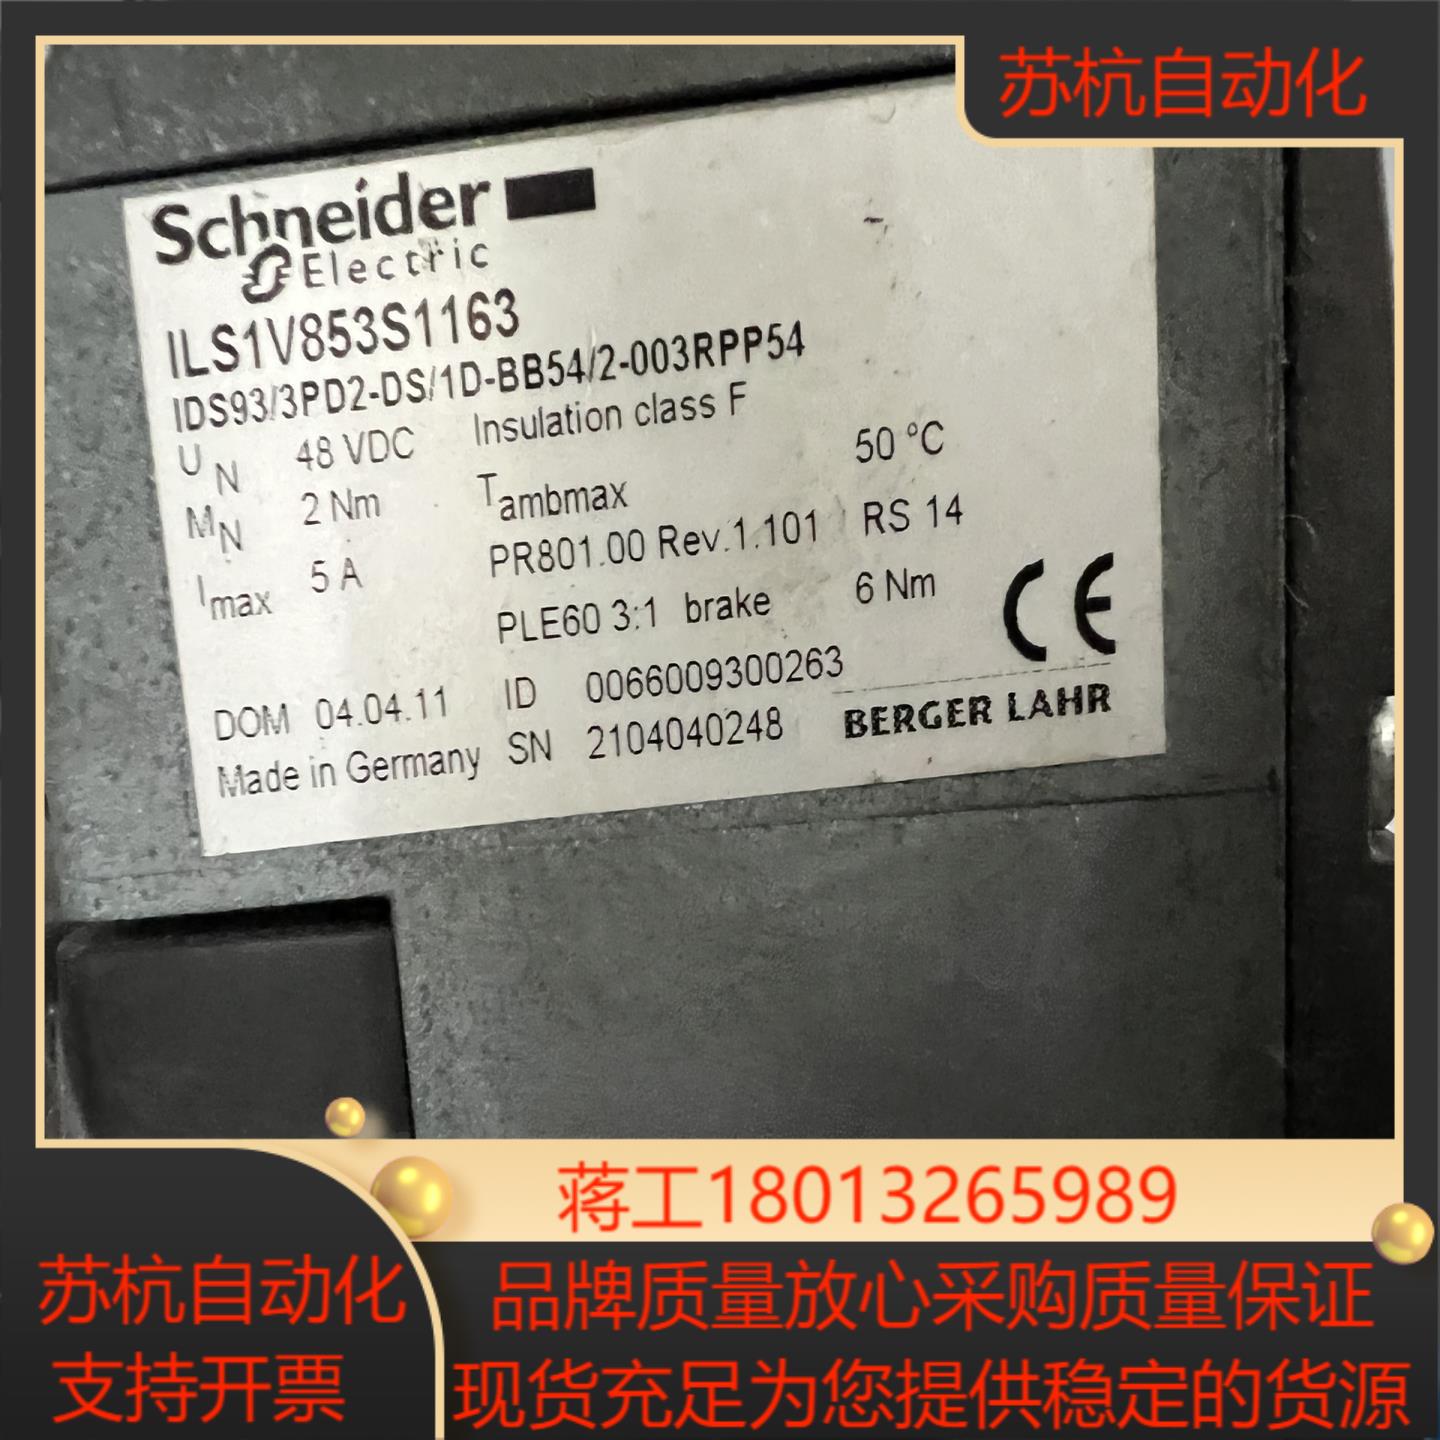 苏杭自动化
Schneider
Electric
ILS1V853S1163
IDS93/3PD2-DS/1D-BB54/2-003RPP54
UN 48 VDC Insulation class F
MN 2 Nm Tambmax 50 °C
Imax 5 A PR801.00 Rev.1.101 RS 14
PLE60 3:1 brake 6 Nm
CE
DOM 04.04.11 ID 0066009300263
Made in Germany SN 2104040248 BERGER LAHR
蒋工18013265989
苏杭自动化
支持开票
品牌质量放心采购质量保证
现货充足为您提供稳定的货源